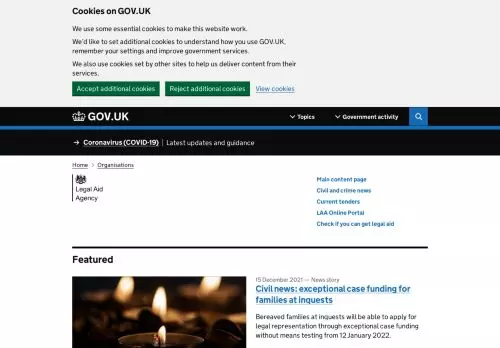 Cookies on GOV.UK
We use some essential cookies to make this website work.
We'd like to set additional cookies to understand how you use GOV.UK,
remember your settings and improve government services.
We also use cookies set by other sites to help us deliver content from their
services.
Accept additional cookies Reject additional cookies View cookies
GOV.UK Topics Government activity
→ Coronavirus (COVID-19) | Latest updates and guidance
Home > Organisations
Legal Aid
Agency
Main content page
Civil and crime news
Current tenders
LAA Online Portal
Check if you can get legal aid
Featured
15 December 2021 — News story
Civil news: exceptional case funding for
families at inquests
Bereaved families at inquests will be able to apply for
legal representation through exceptional case funding
without means testing from 12 January 2022.